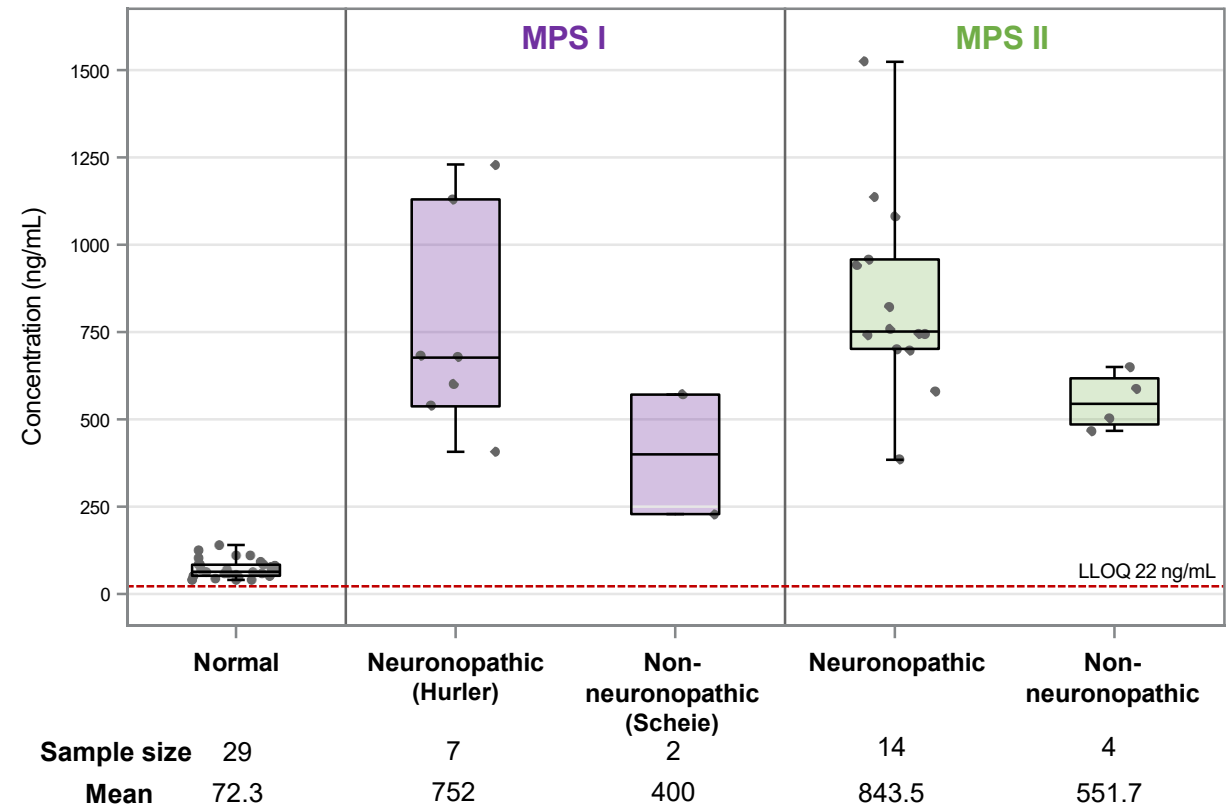 MPS I
MPS II
1500
1250
1000
750
500
250
0
Concentration (ng/mL)
LLOQ 22 ng/mL
Normal
Neuronopathic
(Hurler)
Non-
neuronopathic
(Scheie)
Neuronopathic
Non-
neuronopathic
Sample size 29 7 2 14 4
Mean 72.3 752 400 843.5 551.7